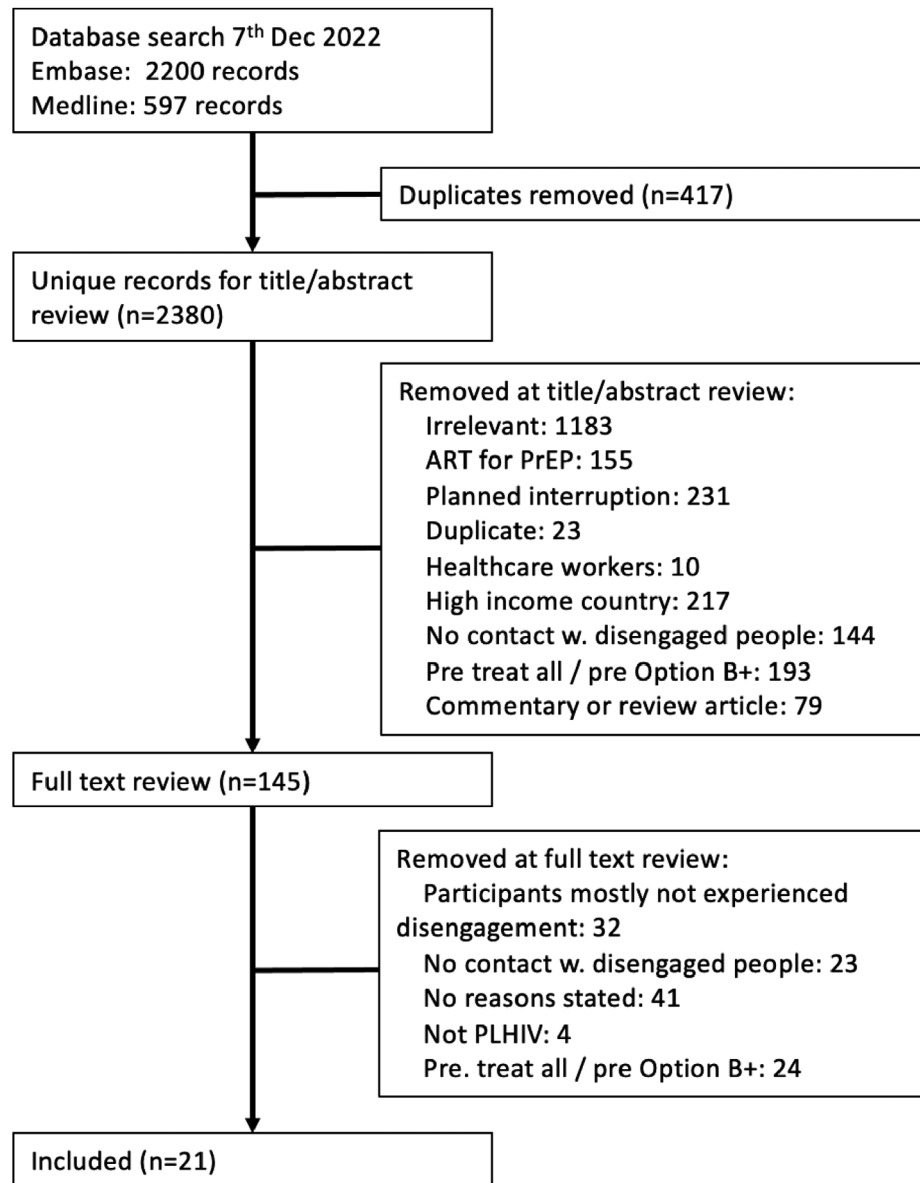 Database search 7th Dec 2022
Embase:  2200 records
Medline: 597 records
Duplicates removed (n=417)
Unique records for title/abstract
review (n=2380)
Removed at title/abstract review:
Irrelevant: 1183
ART for PrEP: 155
Planned interruption: 231
Duplicate: 23
Healthcare workers: 10
High income country: 217
No contact w. disengaged people: 144
Pre treat all / pre Option B+: 193
Commentary or review article: 79
Full text review (n=145)
Removed at full text review:
Participants mostly not experienced
disengagement: 32
No contact w. disengaged people: 23
No reasons stated: 41
Not PLHIV: 4
Pre. treat all / pre Option B+: 24
Included (n=21)